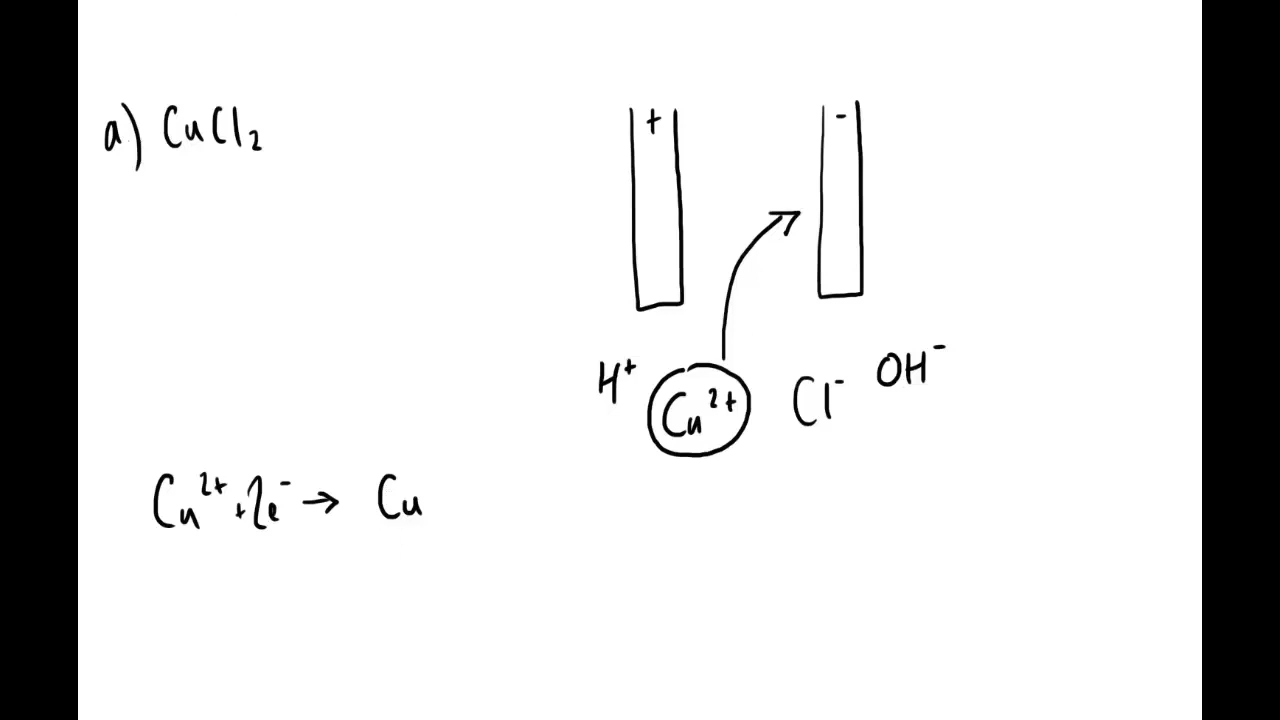 a) CuCl₂
+ -
H⁺ Cu²⁺ Cl⁻ OH⁻
Cu²⁺ + 2e⁻ → Cu